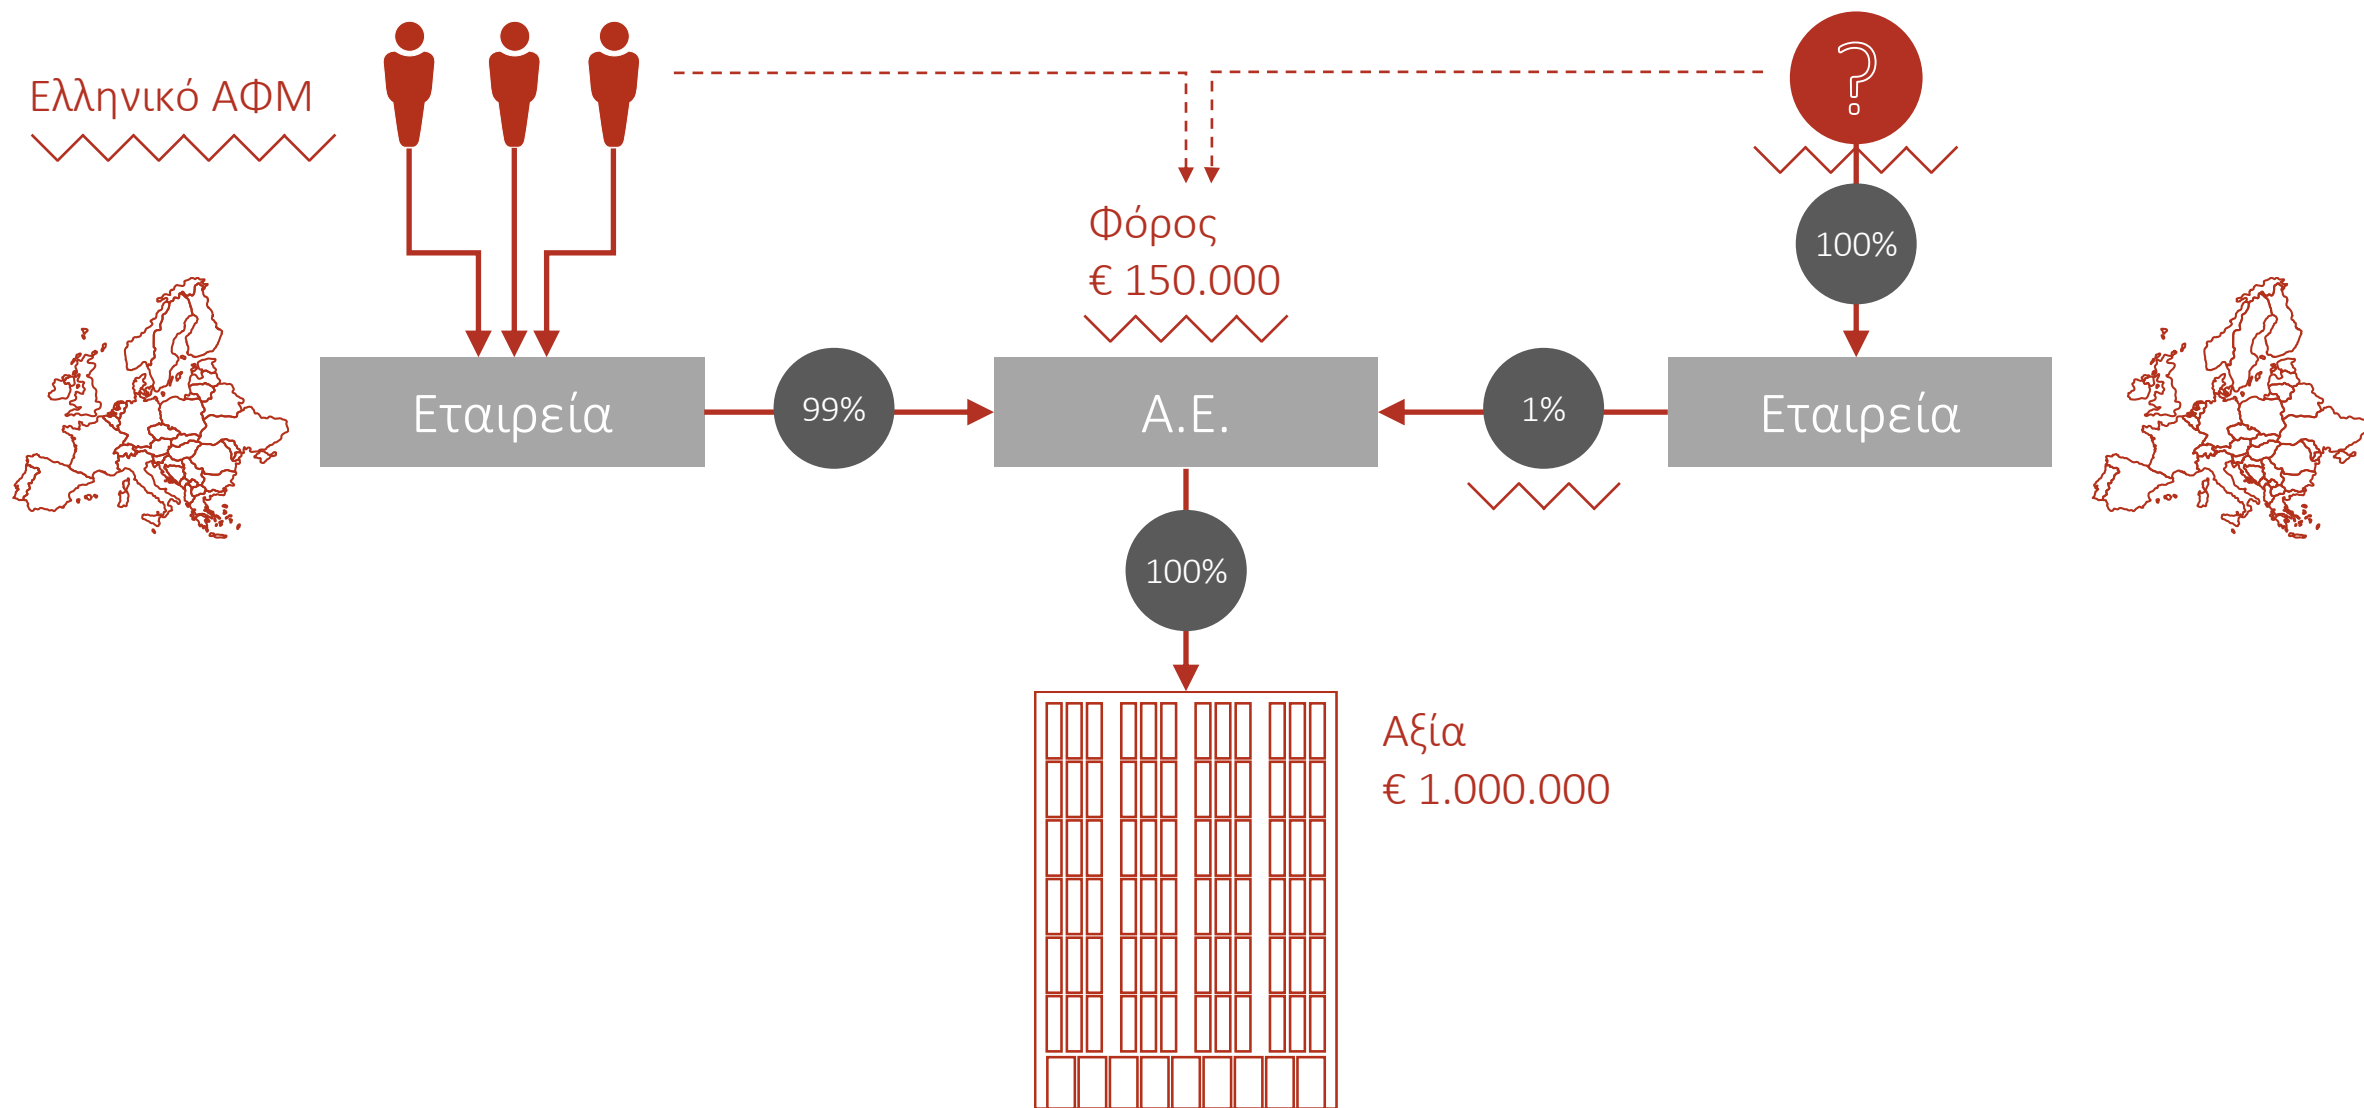 Ελληνικό ΑΦΜ
?
100%
Φόρος
€ 150.000
Εταιρεία
99%
Α.Ε.
1%
Εταιρεία
100%
Αξία
€ 1.000.000